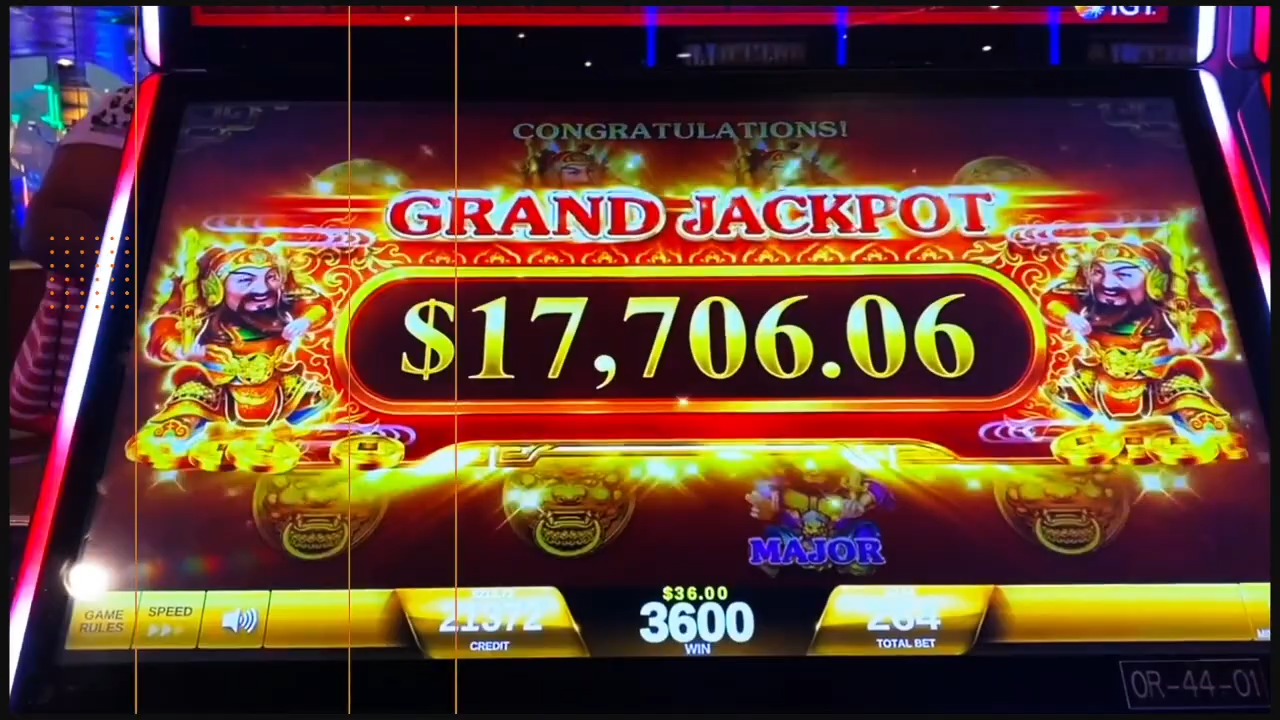 IGT.
CONGRATULATIONS!
GRAND JACKPOT
$17,706.06
MAJOR
GAME RULES
SPEED
$36.00
3600
WIN
CREDIT
TOTAL BET
OR-44-01